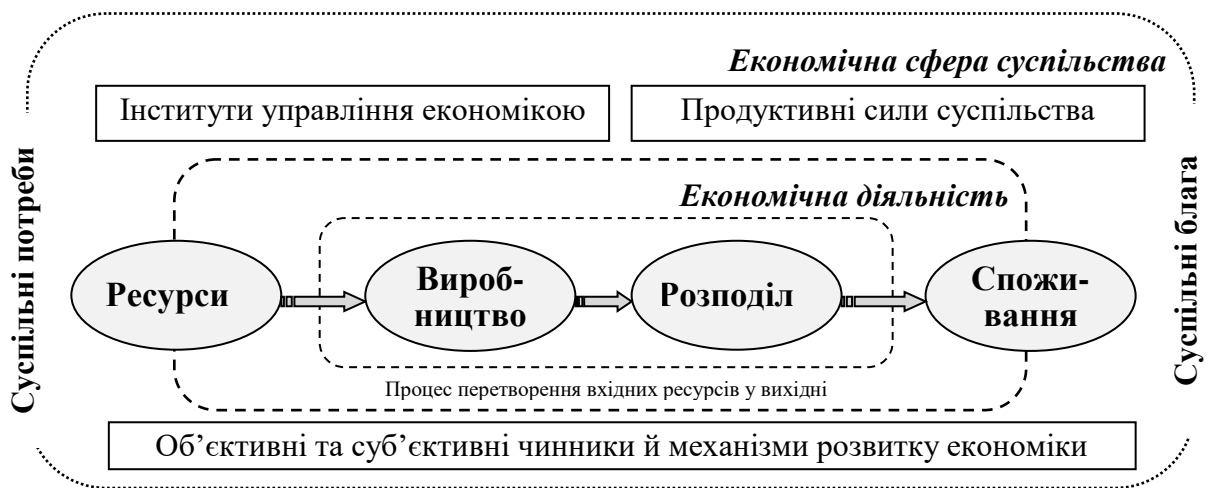 Економічна сфера суспільства
Інститути управління економікою
Продуктивні сили суспільства
Суспільні потреби
Економічна діяльність
Ресурси
Вироб-
ництво
Розподіл
Спожи-
вання
Суспільні блага
Процес перетворення вхідних ресурсів у вихідні
Об’єктивні та суб’єктивні чинники й механізми розвитку економіки